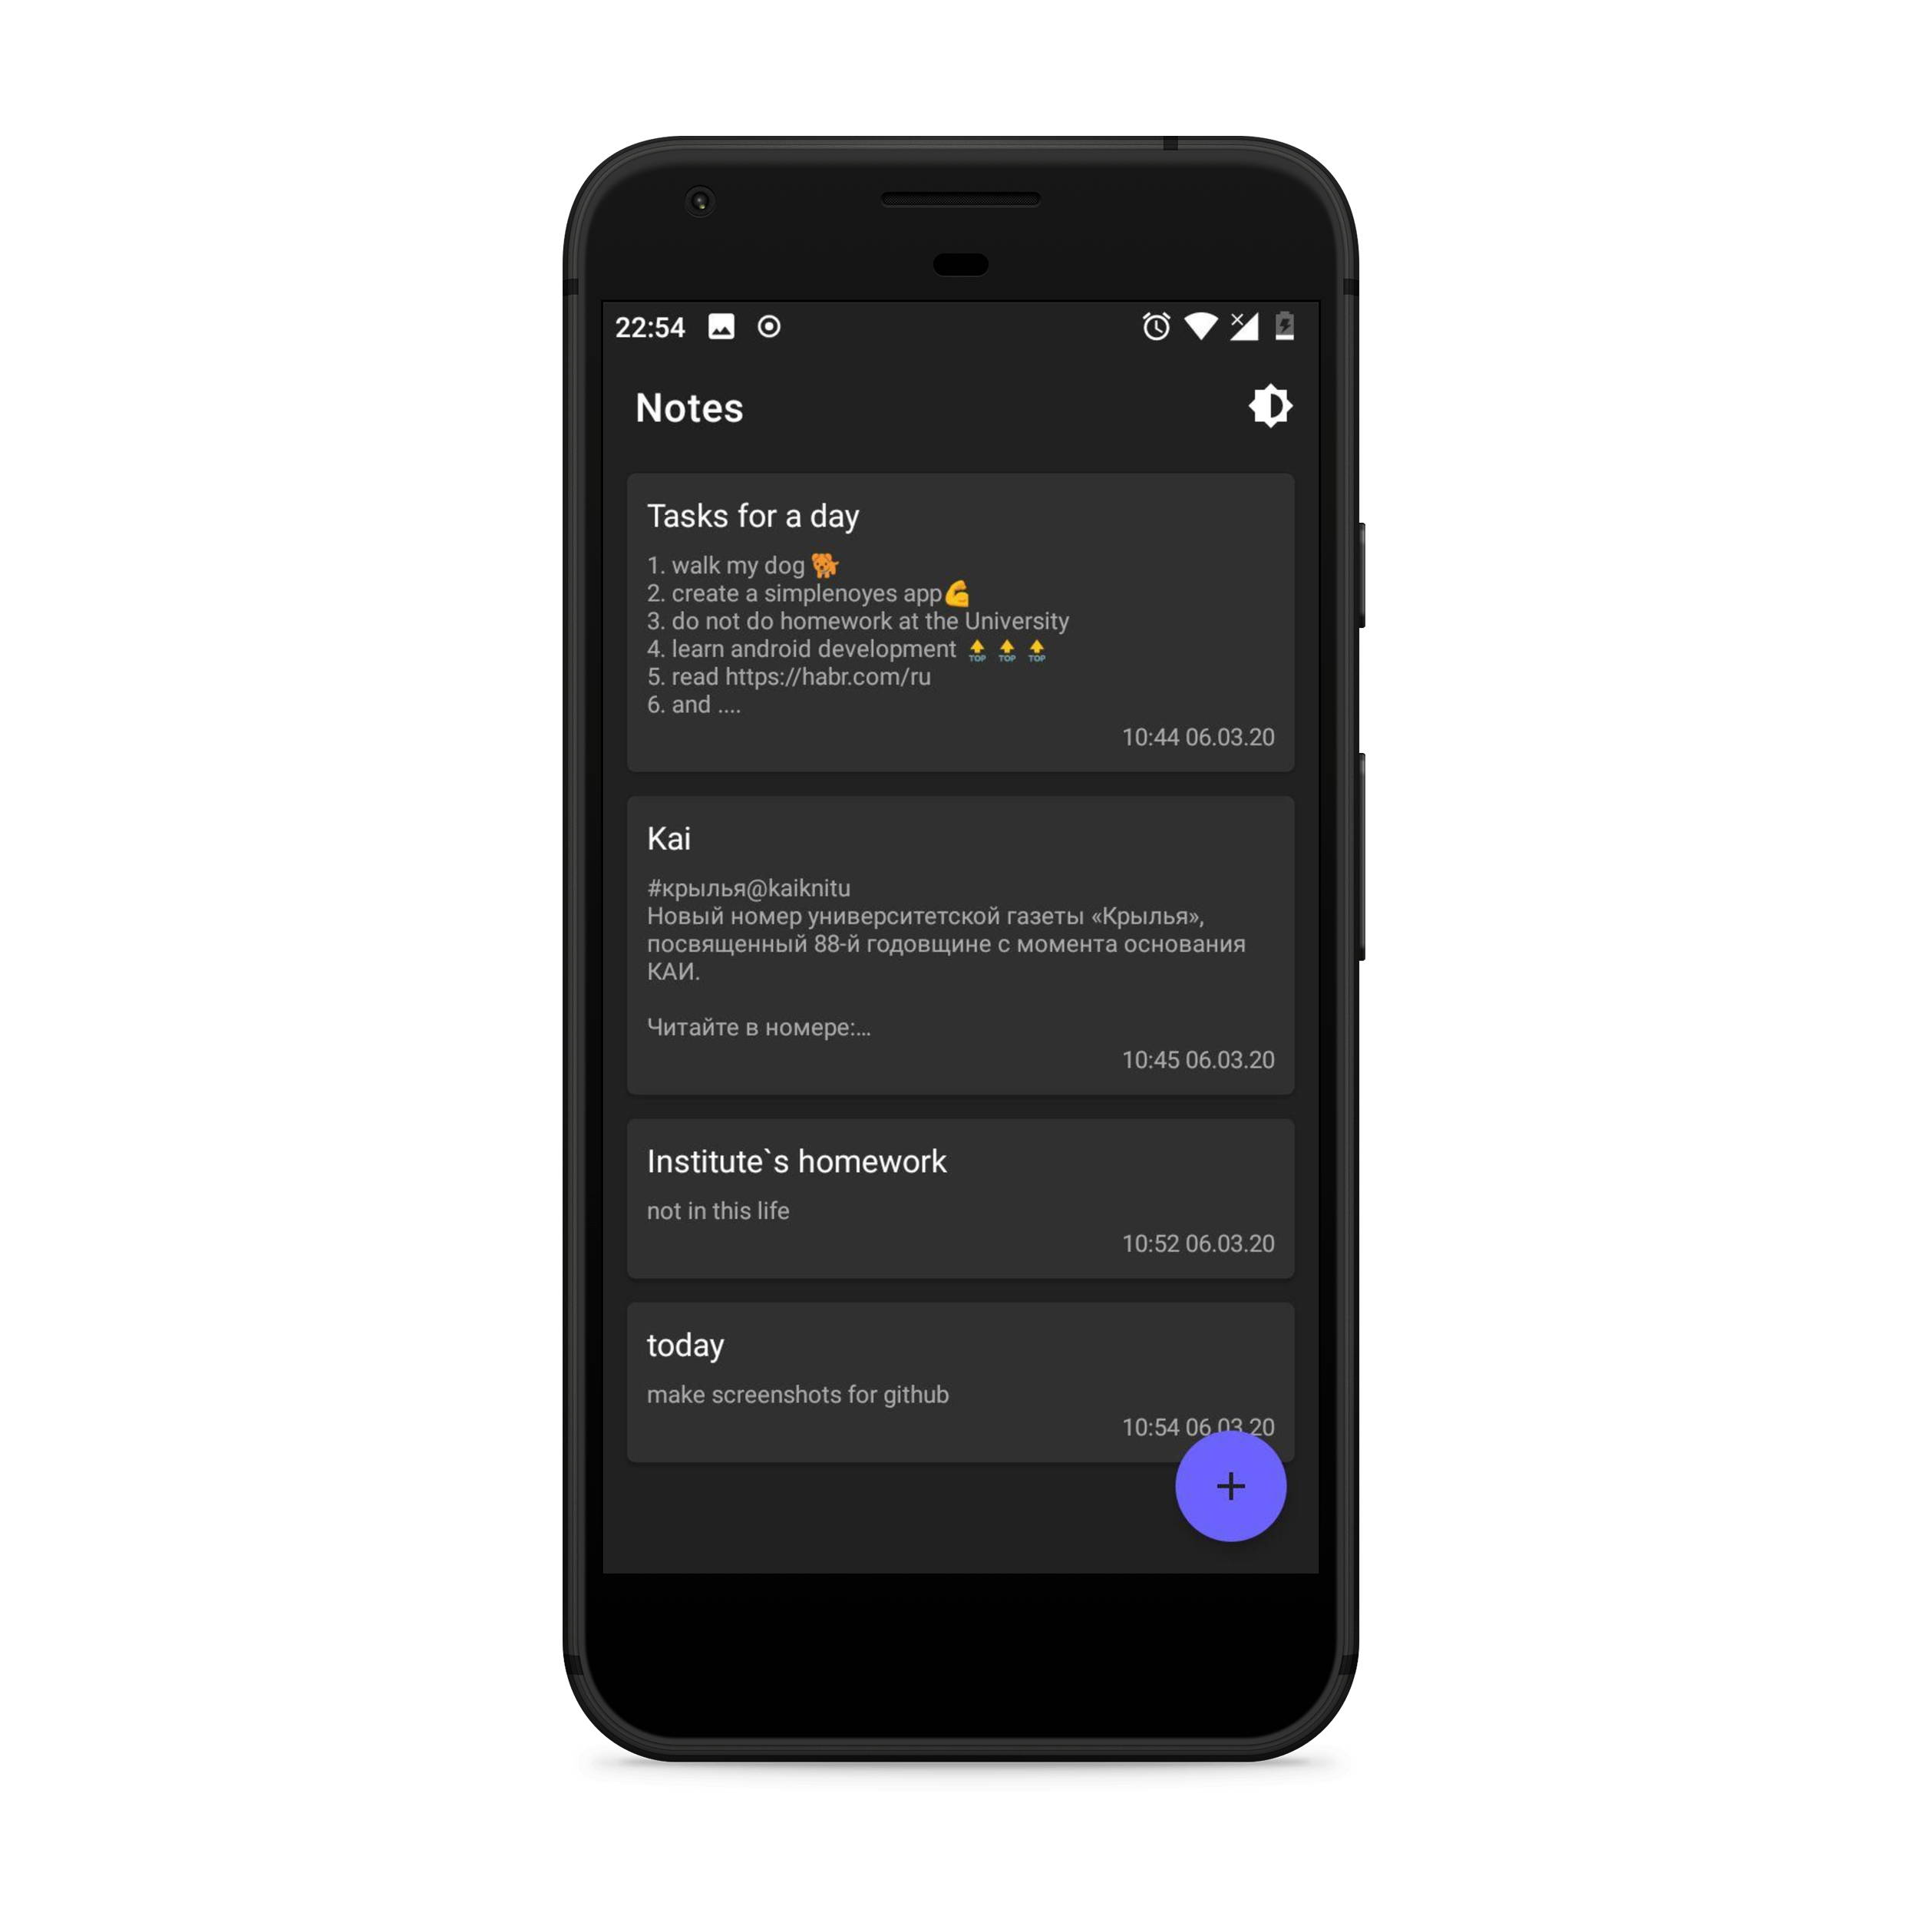 22:54
Notes
Tasks for a day
1. walk my dog 🐕
2. create a simplenoyes app💪
3. do not do homework at the University
4. learn android development 🔝 🔝 🔝
5. read https://habr.com/ru
6. and ....
10:44 06.03.20
Kai
#крылья@kaiknitu
Новый номер университетской газеты «Крылья»,
посвященный 88-й годовщине с момента основания
КАИ.
Читайте в номере:...
10:45 06.03.20
Institute`s homework
not in this life
10:52 06.03.20
today
make screenshots for github
10:54 06.03.20
+